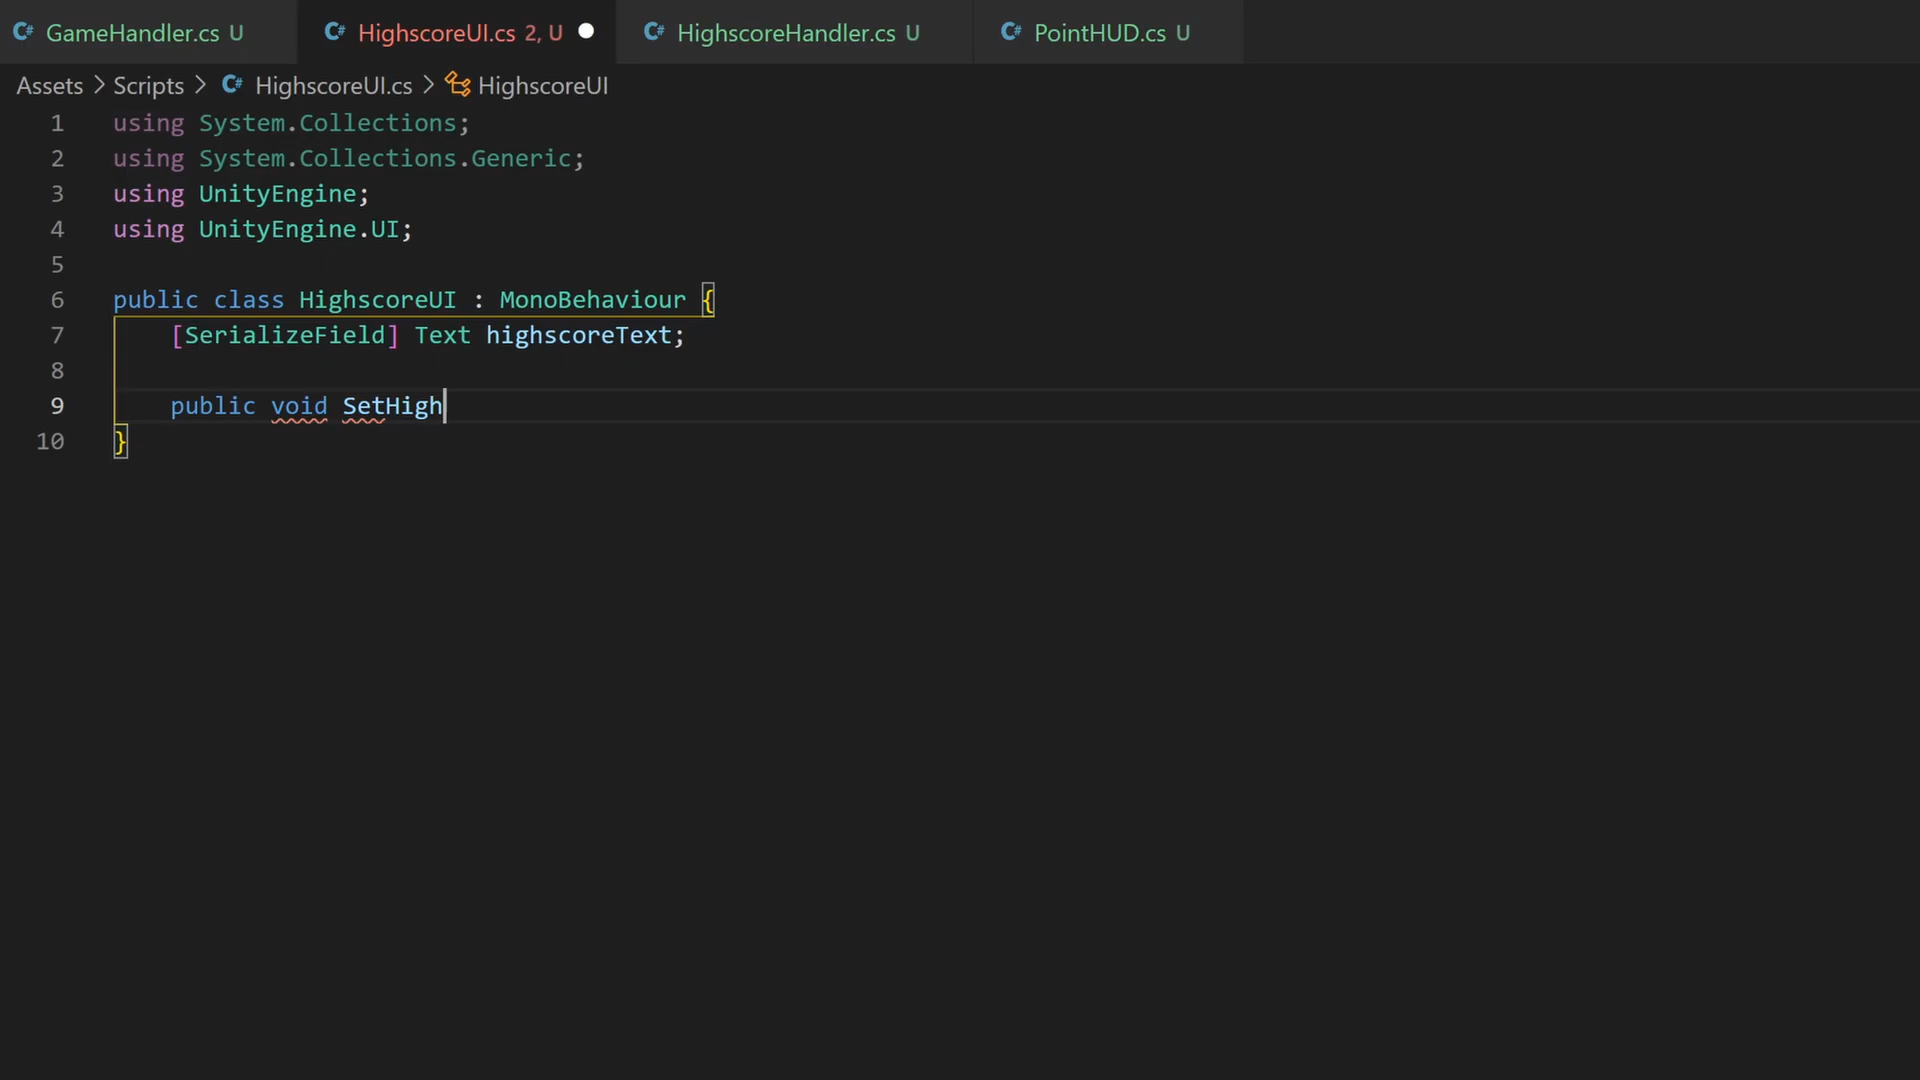 GameHandler.cs U HighscoreUI.cs 2, U HighscoreHandler.cs U PointHUD.cs U
Assets > Scripts > HighscoreUI.cs > HighscoreUI
1 using System.Collections;
2 using System.Collections.Generic;
3 using UnityEngine;
4 using UnityEngine.UI;
5
6 public class HighscoreUI : MonoBehaviour {
7 [SerializeField] Text highscoreText;
8
9 public void SetHigh
10 }